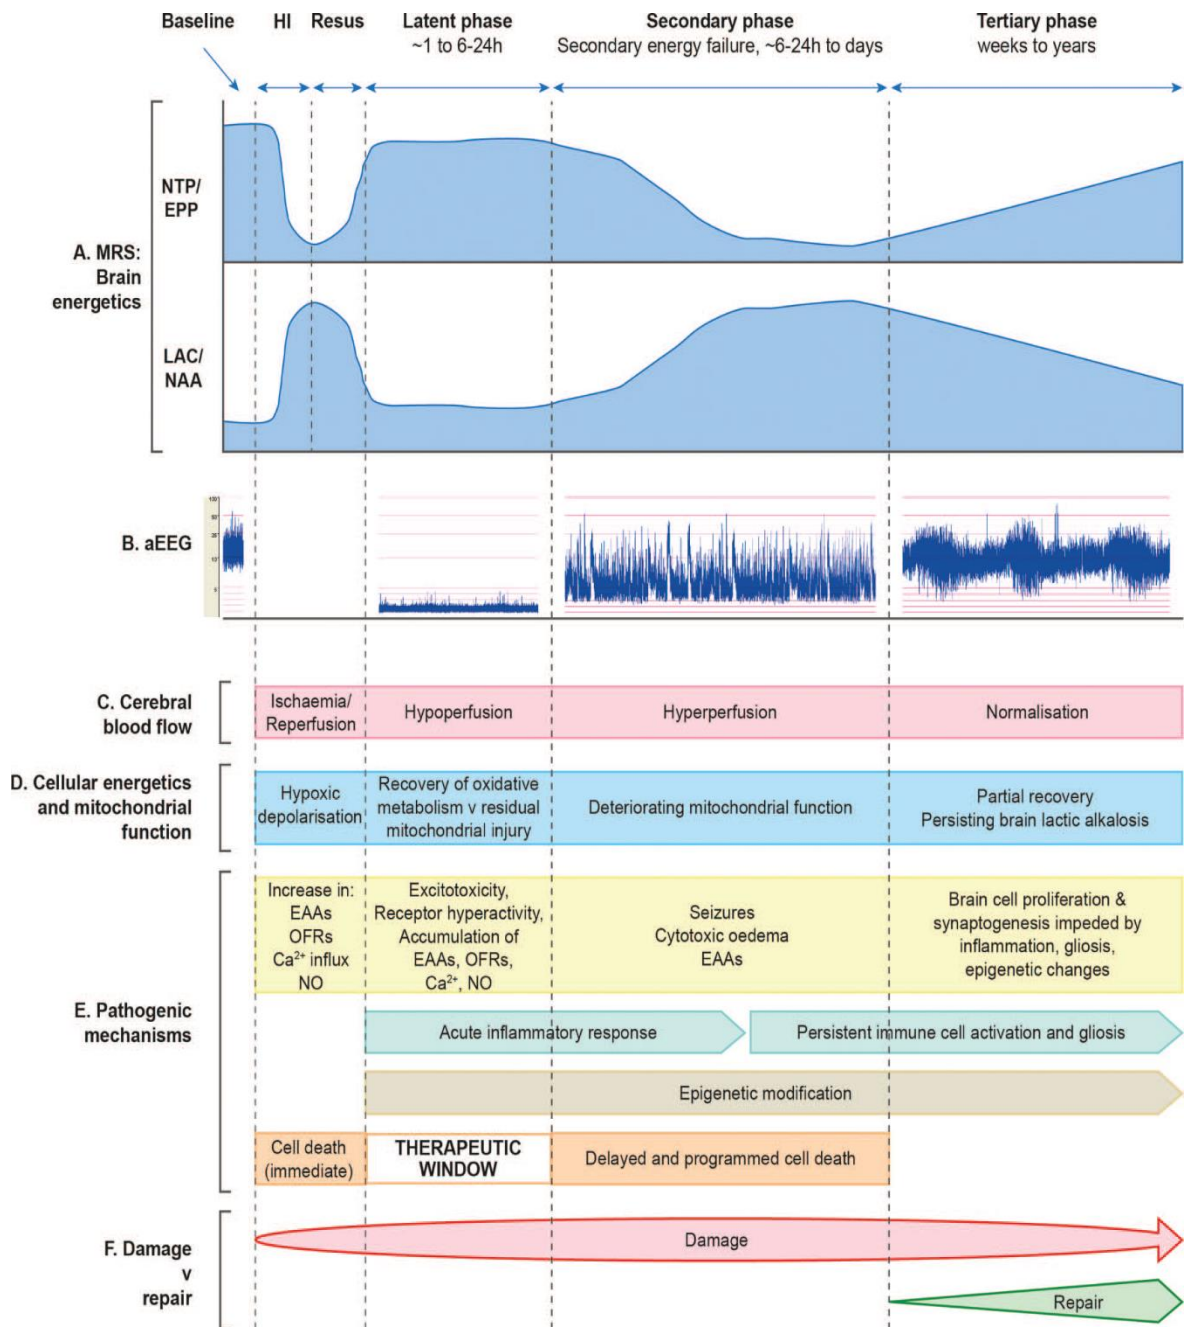 Baseline
HI
Resus
Latent phase
~1 to 6-24h
Secondary phase
Secondary energy failure, ~6-24h to days
Tertiary phase
weeks to years
A. MRS:
Brain
energetics
NTP/
EPP
LAC/
NAA
B. aEEG
100
50
25
10
5
C. Cerebral
blood flow
Ischaemia/
Reperfusion
Hypoperfusion
Hyperperfusion
Normalisation
D. Cellular energetics
and mitochondrial
function
Hypoxic
depolarisation
Recovery of oxidative
metabolism v residual
mitochondrial injury
Deteriorating mitochondrial function
Partial recovery
Persisting brain lactic alkalosis
E. Pathogenic
mechanisms
Increase in:
EAAs
OFRs
Ca²⁺ influx
NO
Excitotoxicity,
Receptor hyperactivity,
Accumulation of
EAAs, OFRs,
Ca²⁺, NO
Seizures
Cytotoxic oedema
EAAs
Brain cell proliferation &
synaptogenesis impeded by
inflammation, gliosis,
epigenetic changes
Acute inflammatory response
Persistent immune cell activation and gliosis
Epigenetic modification
Cell death
(immediate)
THERAPEUTIC
WINDOW
Delayed and programmed cell death
F. Damage
v
repair
Damage
Repair